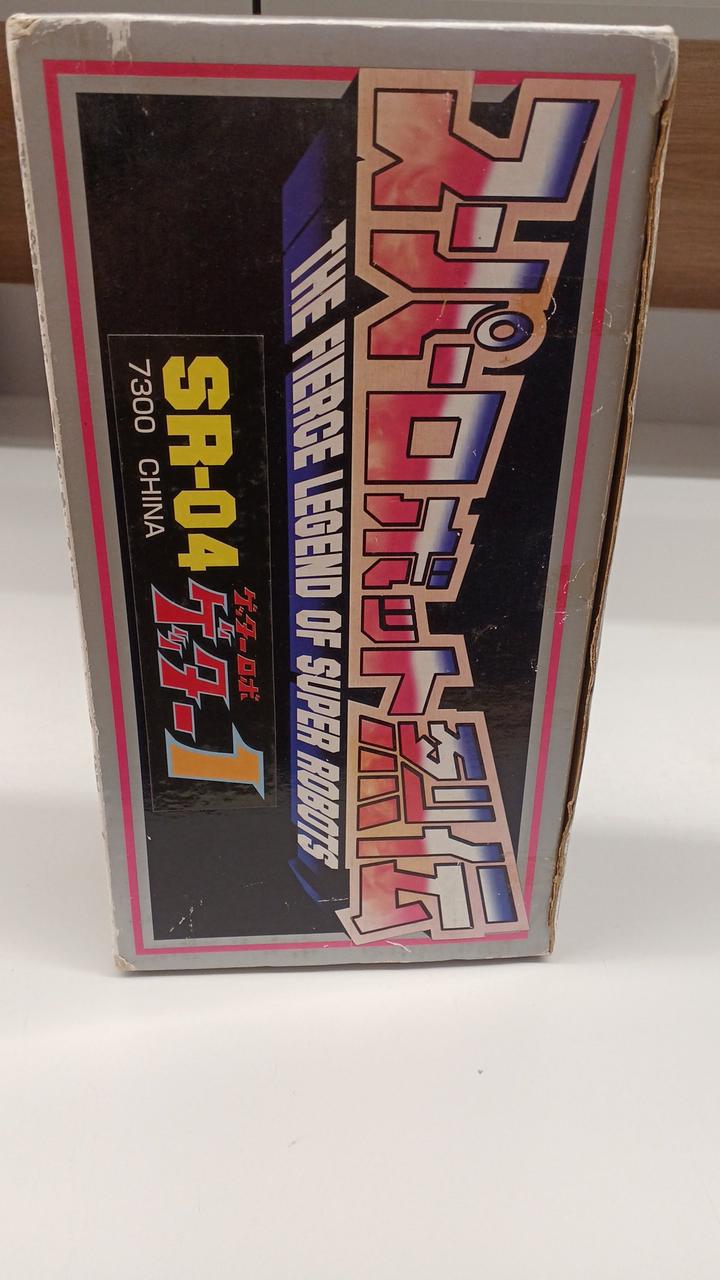 スーパーロボット烈伝
THE FIERCE LEGEND OF SUPER ROBOTS
SR-04
7300 CHINA
ゲッターロボ
ゲッター1